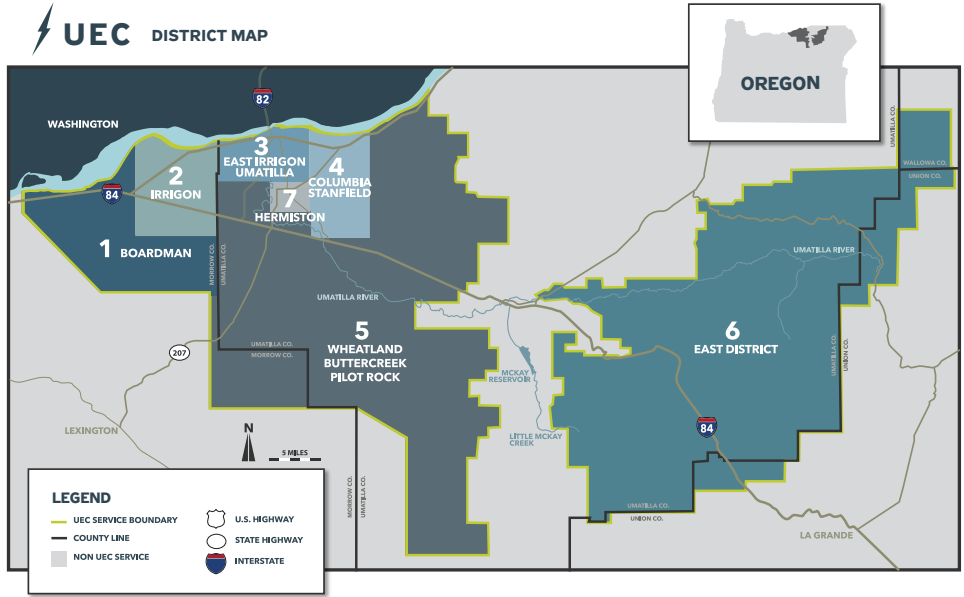 UEC DISTRICT MAP
OREGON
82
WASHINGTON
84
1 BOARDMAN
2
IRRIGON
3
EAST IRRIGON
UMATILLA
4
COLUMBIA
STANFIELD
7
HERMISTON
MORROW CO.
UMATILLA CO.
UMATILLA RIVER
5
WHEATLAND
BUTTERCREEK
PILOT ROCK
UMATILLA CO.
MORROW CO.
207
LEXINGTON
N
5 MILES
MORROW CO.
UMATILLA CO.
MCKAY
RESERVOIR
LITTLE MCKAY
CREEK
6
EAST DISTRICT
UMATILLA RIVER
UMATILLA CO.
WALLOWA CO.
UNION CO.
UMATILLA CO.
UNION CO.
84
UMATILLA CO.
UNION CO.
LA GRANDE
LEGEND
UEC SERVICE BOUNDARY
COUNTY LINE
NON UEC SERVICE
U.S. HIGHWAY
STATE HIGHWAY
INTERSTATE